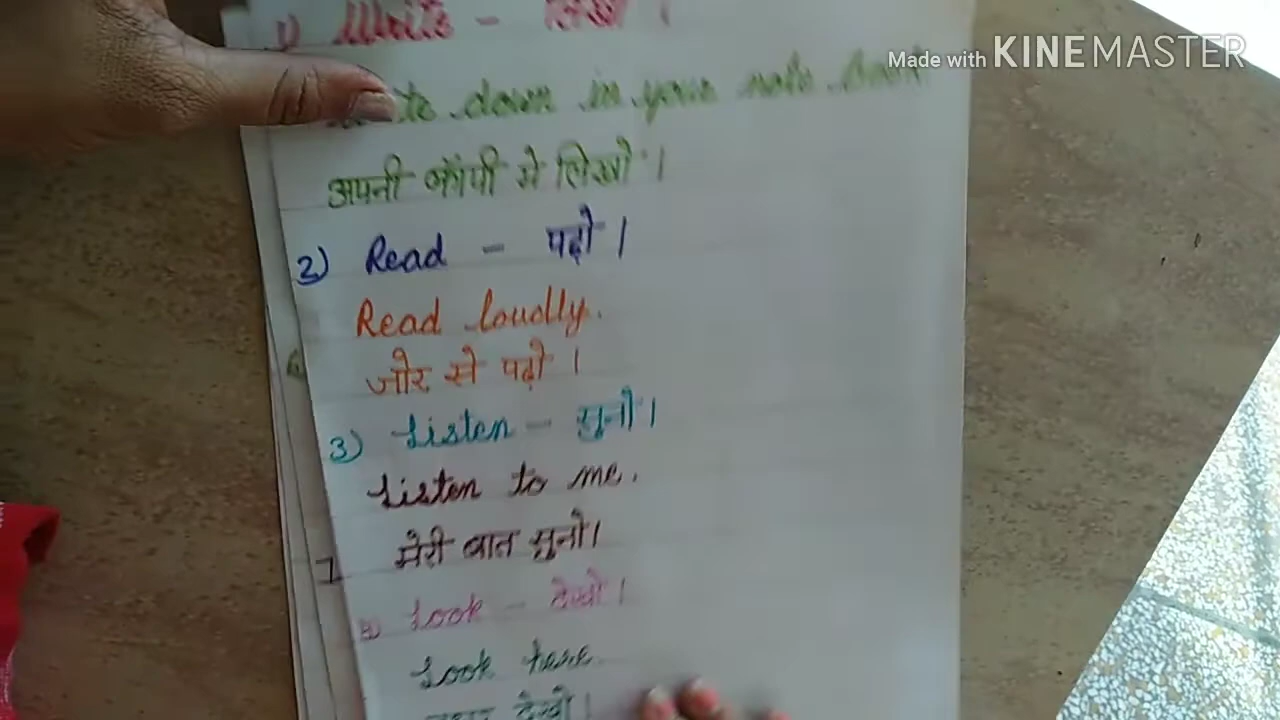 1) Write - लिखो ।
Made with KINEMASTER
down in your note book
अपनी कॉपी में लिखो ।
2) Read - पढ़ो ।
Read loudly.
जोर से पढ़ो ।
3) Listen - सुनो ।
Listen to me.
मेरी बात सुनो ।
Look - देखो ।
Look here.
देखो ।